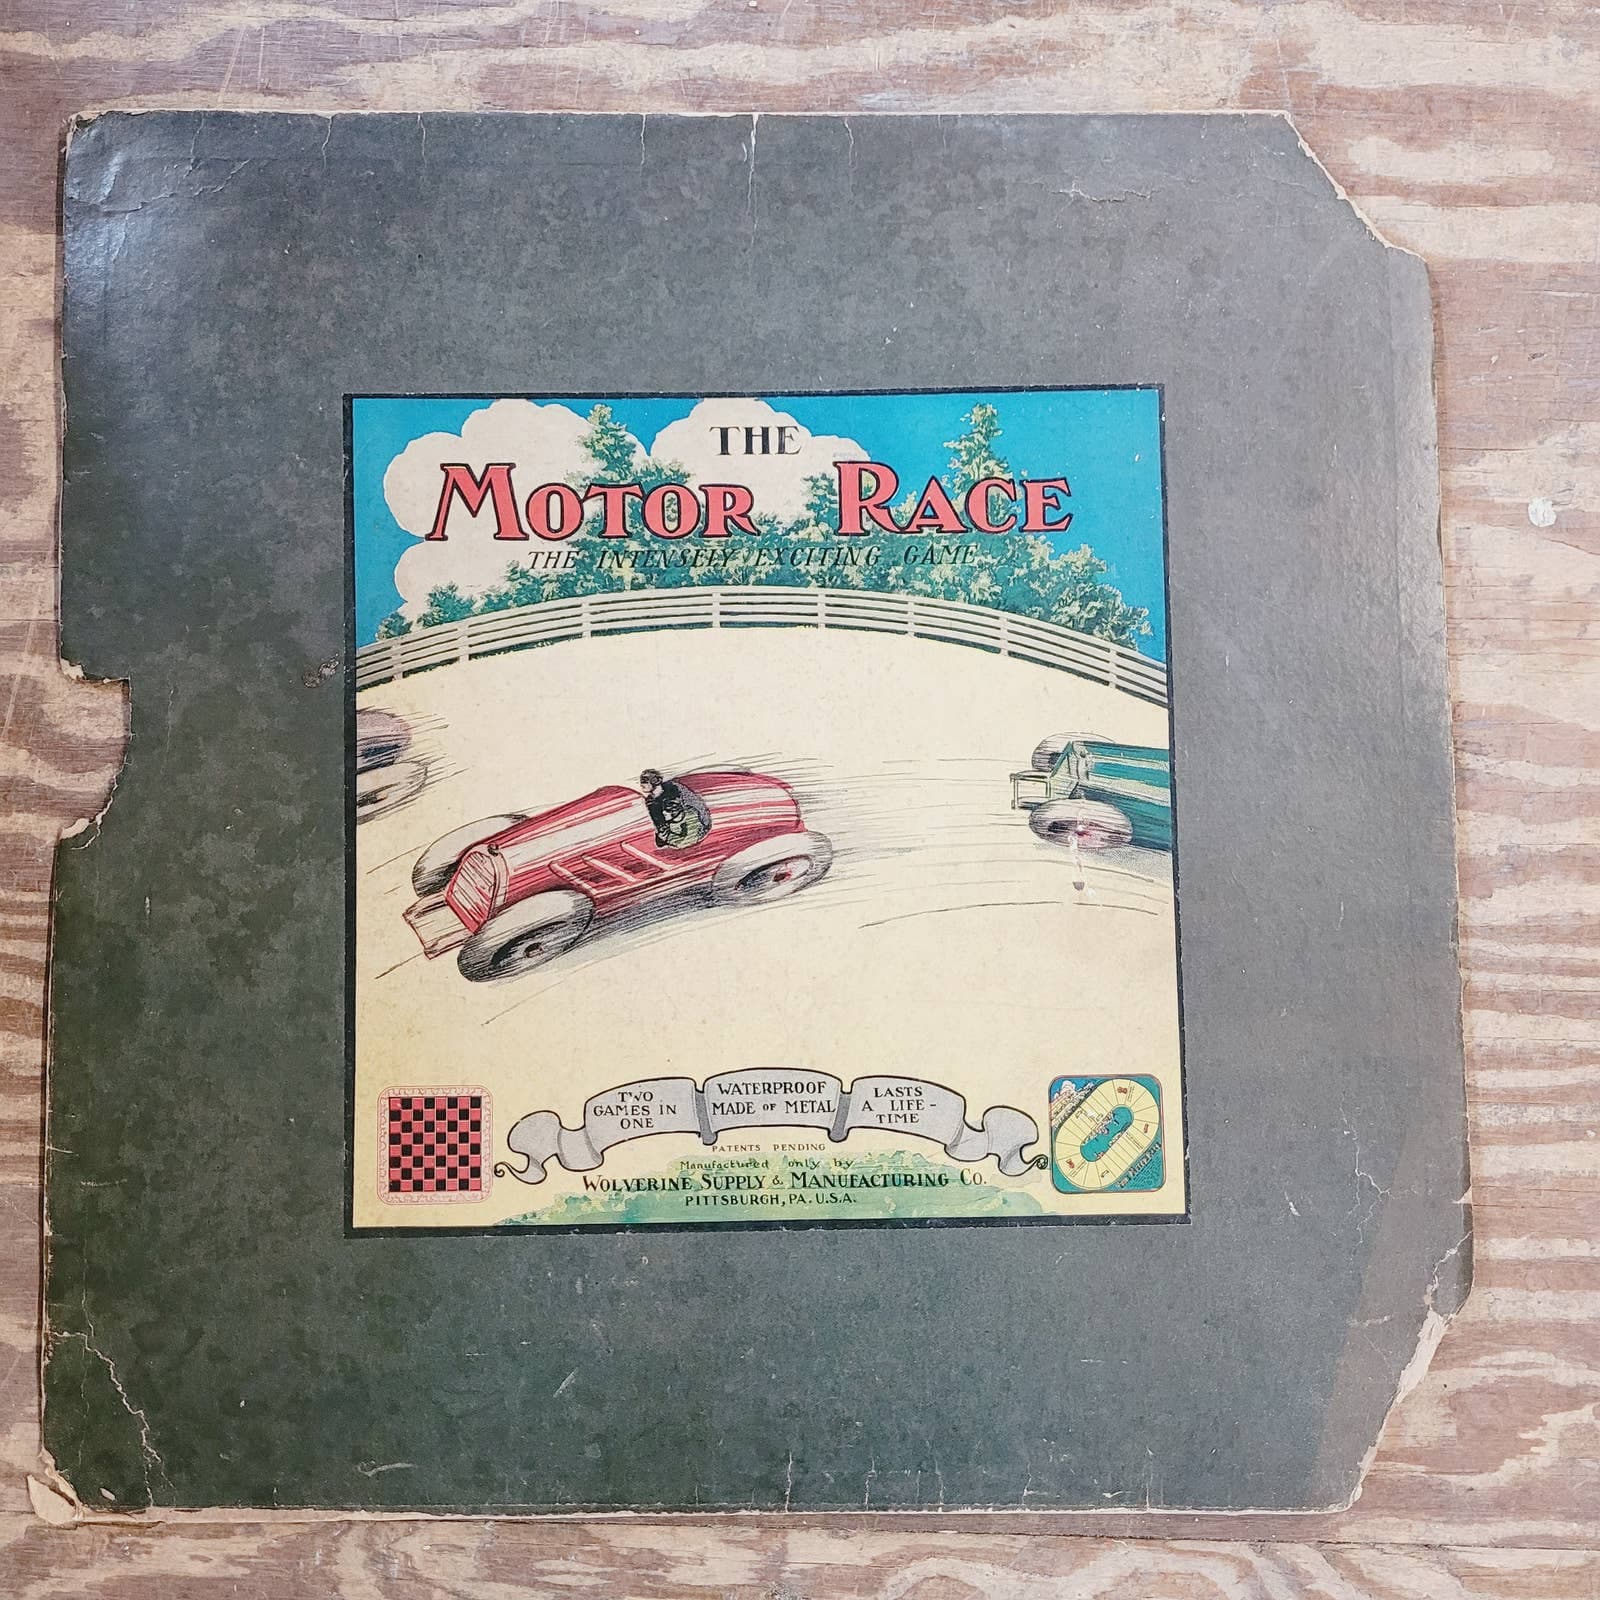 THE
MOTOR RACE
THE INTENSELY EXCITING GAME
TWO
GAMES IN
ONE
WATERPROOF
MADE OF METAL
LASTS
A LIFE-
TIME
PATENTS PENDING
Manufactured only by
WOLVERINE SUPPLY & MANUFACTURING CO.
PITTSBURGH, PA. U.S.A.